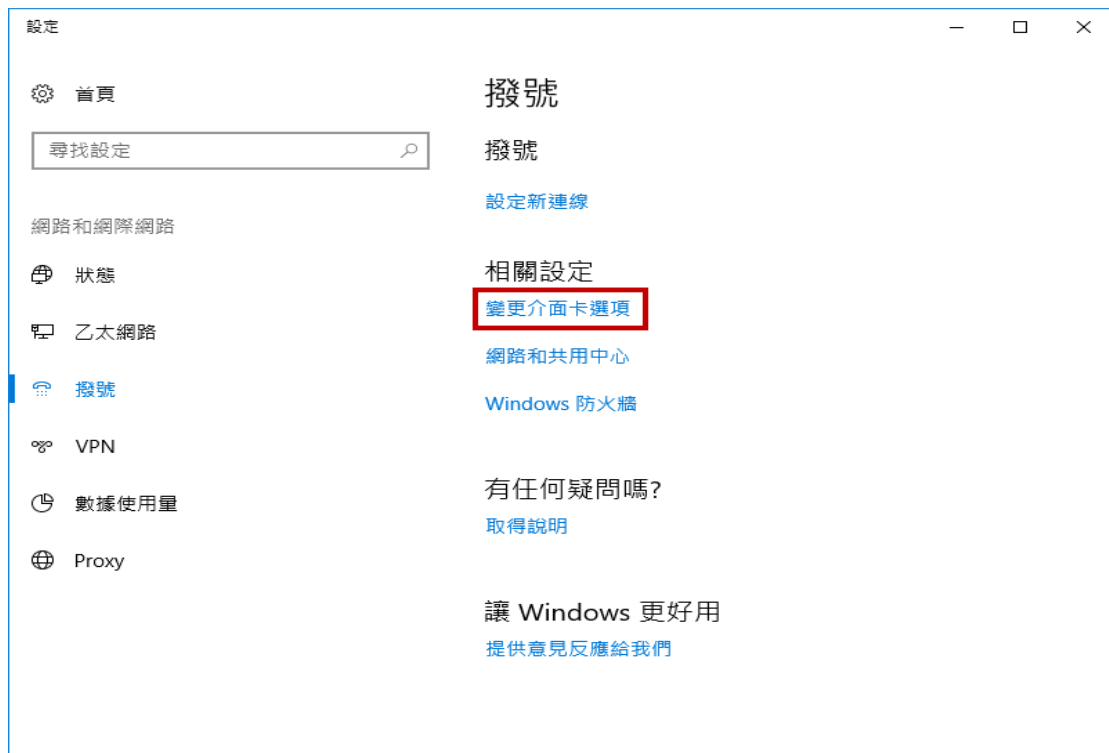 設定
首頁
尋找設定
網路和網際網路
狀態
乙太網路
撥號
VPN
數據使用量
Proxy
撥號
撥號
設定新連線
相關設定
變更介面卡選項
網路和共用中心
Windows 防火牆
有任何疑問嗎?
取得說明
讓 Windows 更好用
提供意見反應給我們